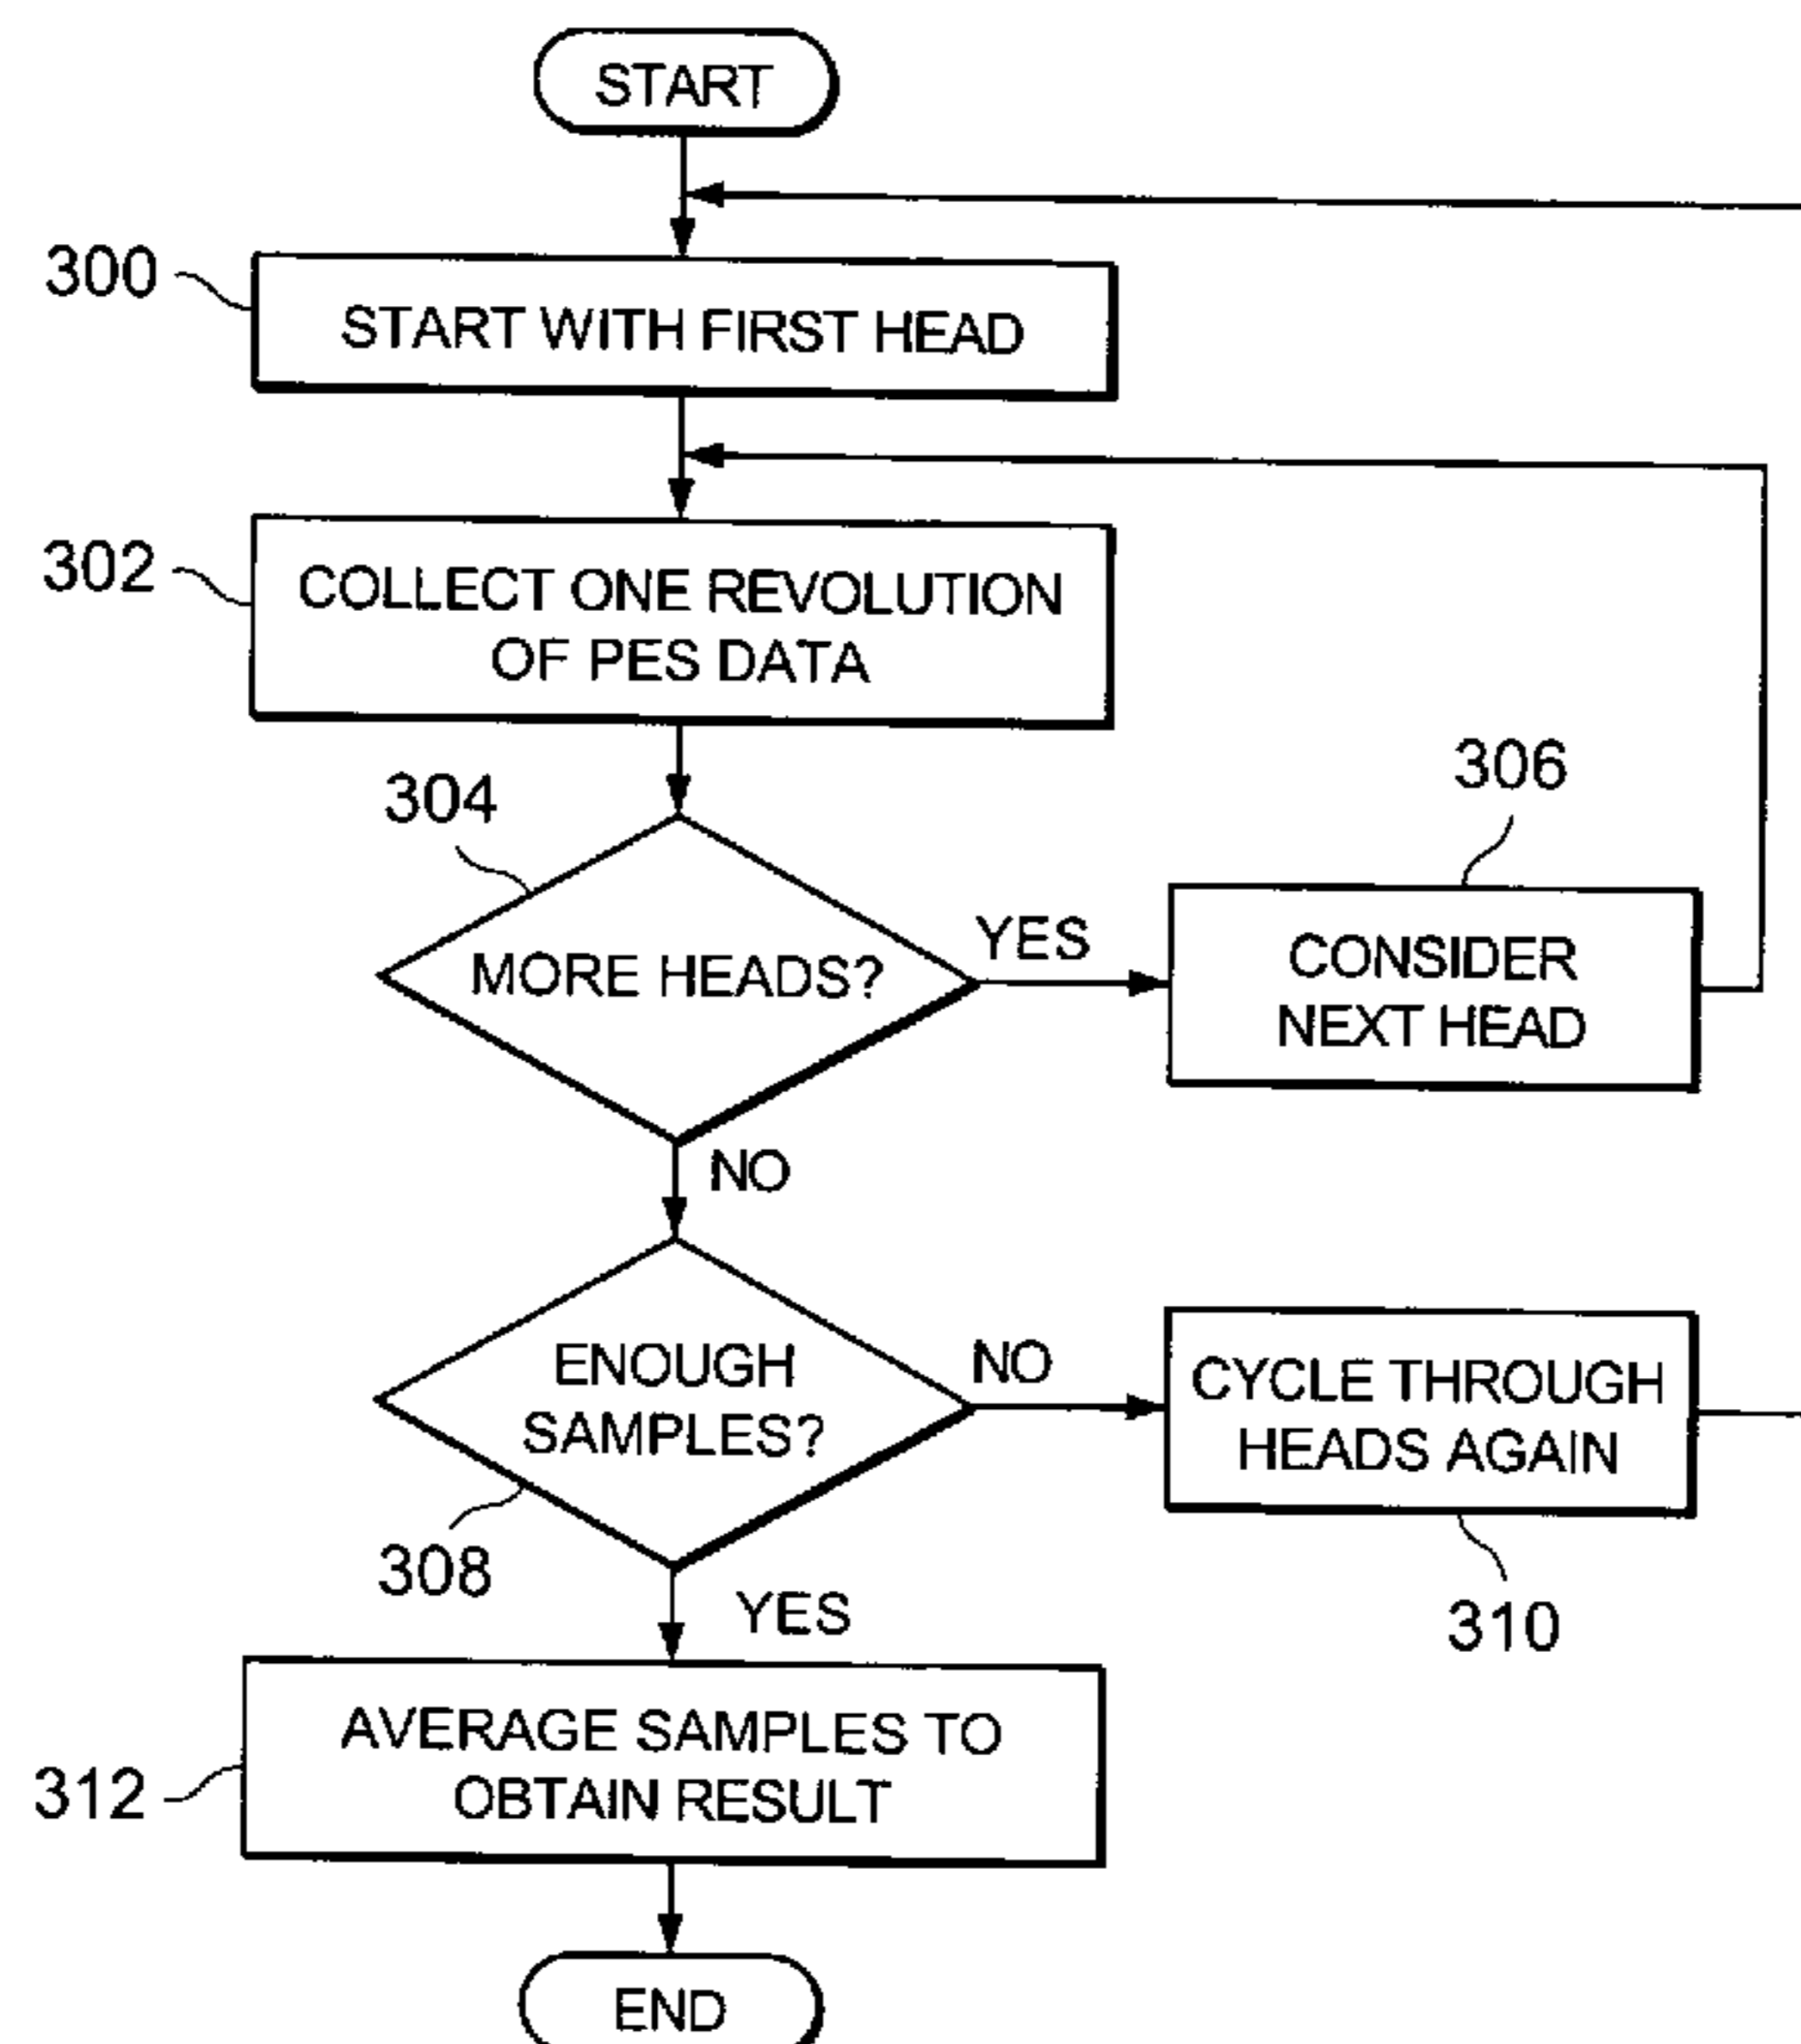 START
300
START WITH FIRST HEAD
302
COLLECT ONE REVOLUTION
OF PES DATA
304
MORE HEADS?
YES
306
CONSIDER
NEXT HEAD
NO
ENOUGH
SAMPLES?
308
NO
CYCLE THROUGH
HEADS AGAIN
310
YES
312
AVERAGE SAMPLES TO
OBTAIN RESULT
END